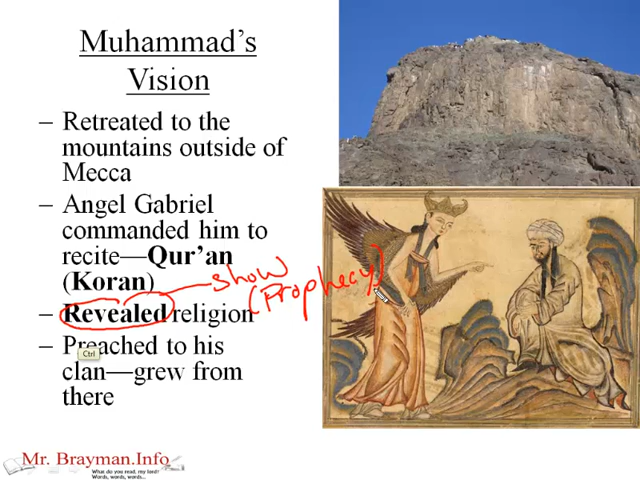 Muhammad's
Vision
– Retreated to the
mountains outside of
Mecca
– Angel Gabriel
commanded him to
recite—Qur'an
(Koran)
show
(Prophecy)
– Revealed religion
– Preached to his
Ctrl
clan—grew from
there
Mr. Brayman.Info
What do you read, my lord?
Words, words, words...